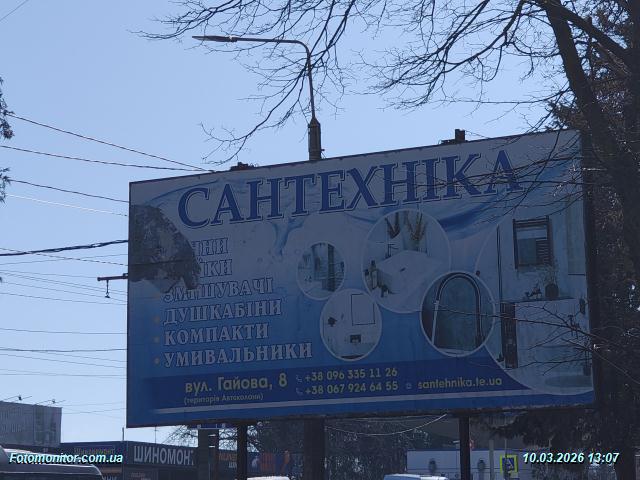 САНТЕХНІКА
ЗМІШУВАЧІ
ДУШКАБІНИ
КОМПАКТИ
УМИВАЛЬНИКИ
вул. Гайова, 8
(територія Автоколони)
+38 096 335 11 26
+38 067 924 64 55
santehnika.te.ua
ШИНОМОНТ
Fotomonitor.com.ua
10.03.2026 13:07